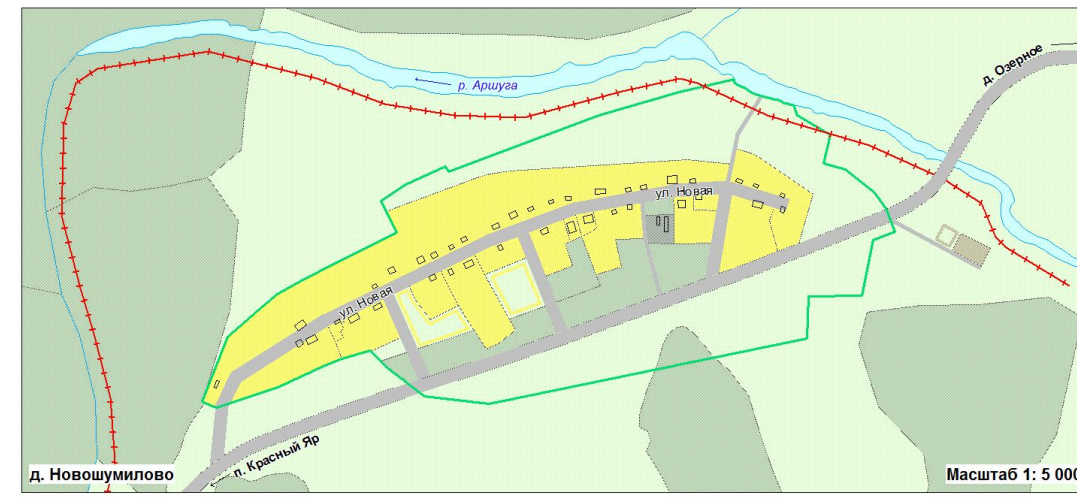 д. Озерное
р. Аршуга
ул. Новая
ул. Новая
п. Красный Яр
д. Новошумилово
Масштаб 1: 5 000